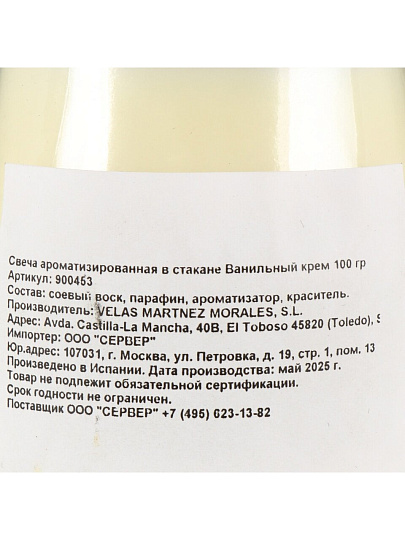 Свеча ароматизированная в стакане Ванильный крем 100 гр
Артикул: 900453
Состав: соевый воск, парафин, ароматизатор, краситель.
Производитель: VELAS MARTNEZ MORALES, S.L.
Адрес: Avda. Castilla-La Mancha, 40B, El Toboso 45820 (Toledo), S
Импортер: ООО "СЕРВЕР"
Юр.адрес: 107031, г. Москва, ул. Петровка, д. 19, стр. 1, пом. 13
Произведено в Испании. Дата производства: май 2025 г.
Товар не подлежит обязательной сертификации.
Срок годности не ограничен.
Поставщик ООО "СЕРВЕР" +7 (495) 623-13-82